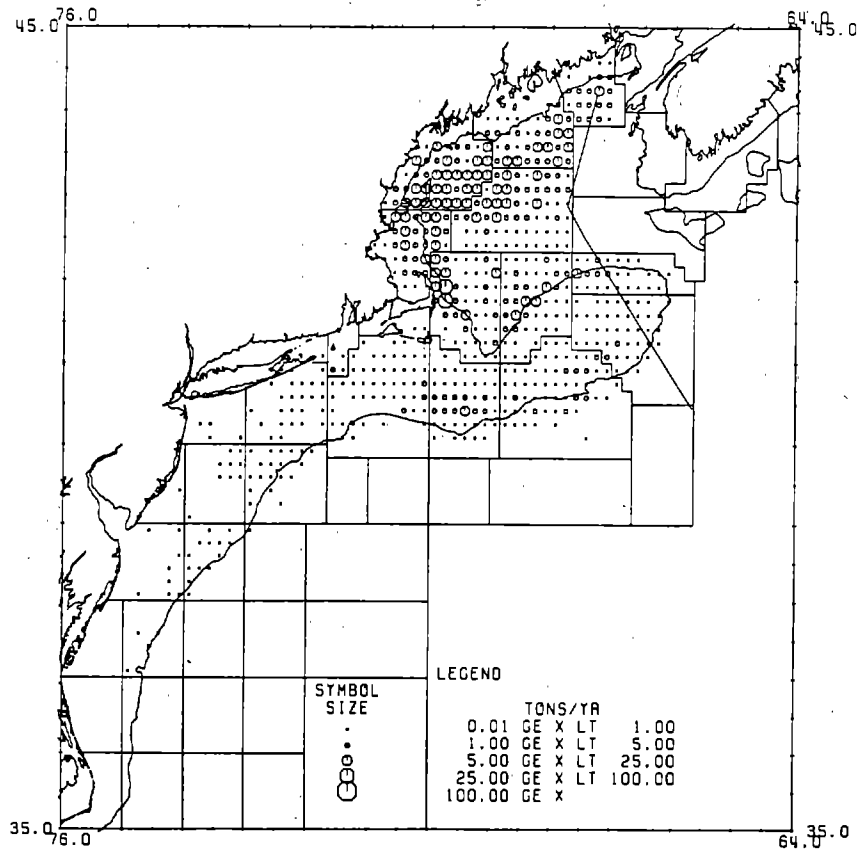 76.0 64.0
45.0 45.0
LEGEND
SYMBOL
SIZE
TONS/YR
0.01 GE X LT 1.00
1.00 GE X LT 5.00
5.00 GE X LT 25.00
25.00 GE X LT 100.00
100.00 GE X
35.0 35.0
76.0 64.0